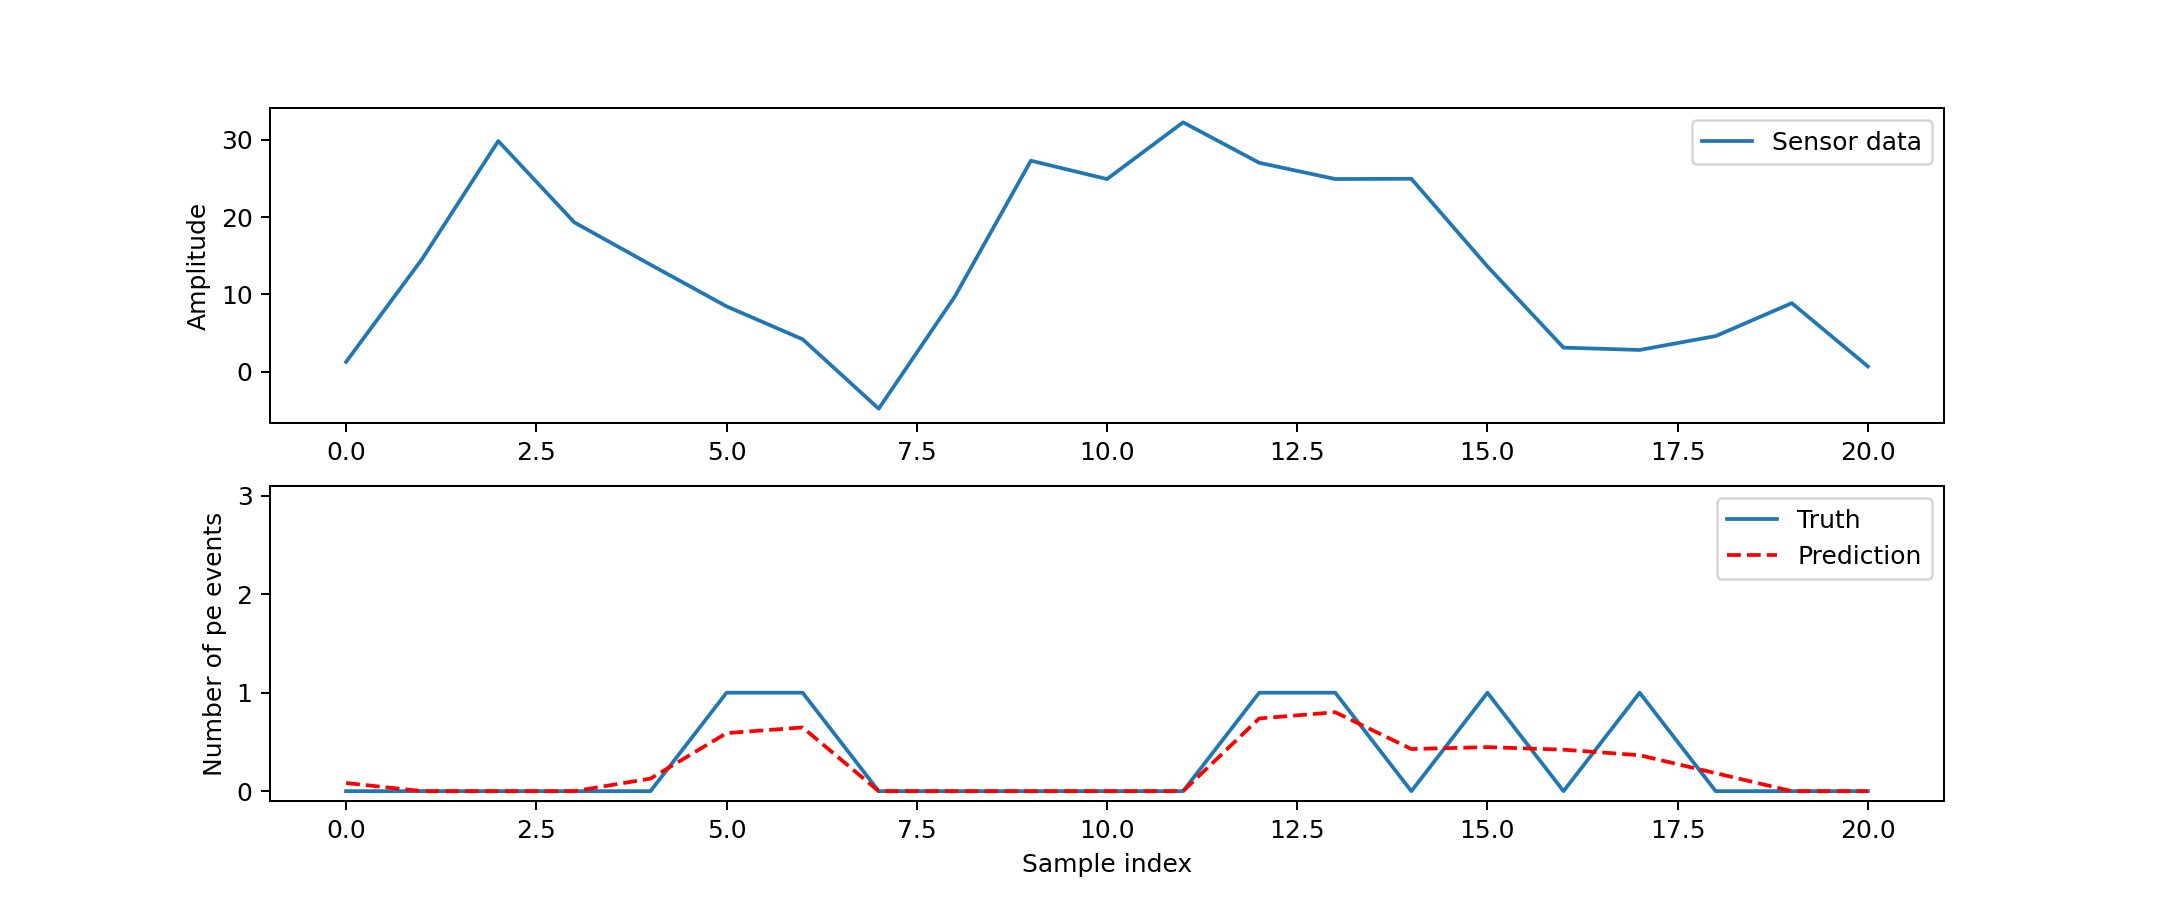 Sensor data
Amplitude
30
20
10
0
0.0 2.5 5.0 7.5 10.0 12.5 15.0 17.5 20.0
Truth
Prediction
Number of pe events
3
2
1
0
0.0 2.5 5.0 7.5 10.0 12.5 15.0 17.5 20.0
Sample index